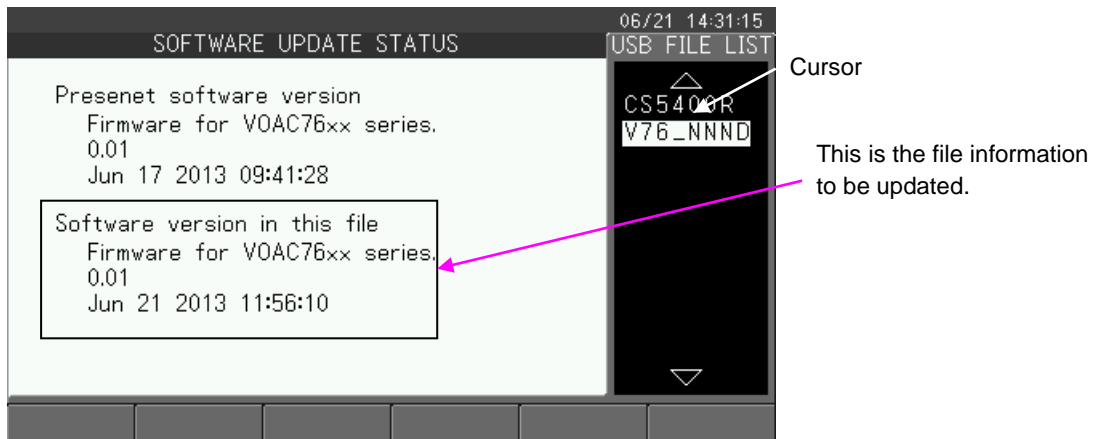 06/21 14:31:15
SOFTWARE UPDATE STATUS
USB FILE LIST
Presenet software version
Firmware for VOAC76xx series.
0.01
Jun 17 2013 09:41:28
Software version in this file
Firmware for VOAC76xx series.
0.01
Jun 21 2013 11:56:10
CS5400R
V76_NNND
Cursor
This is the file information
to be updated.